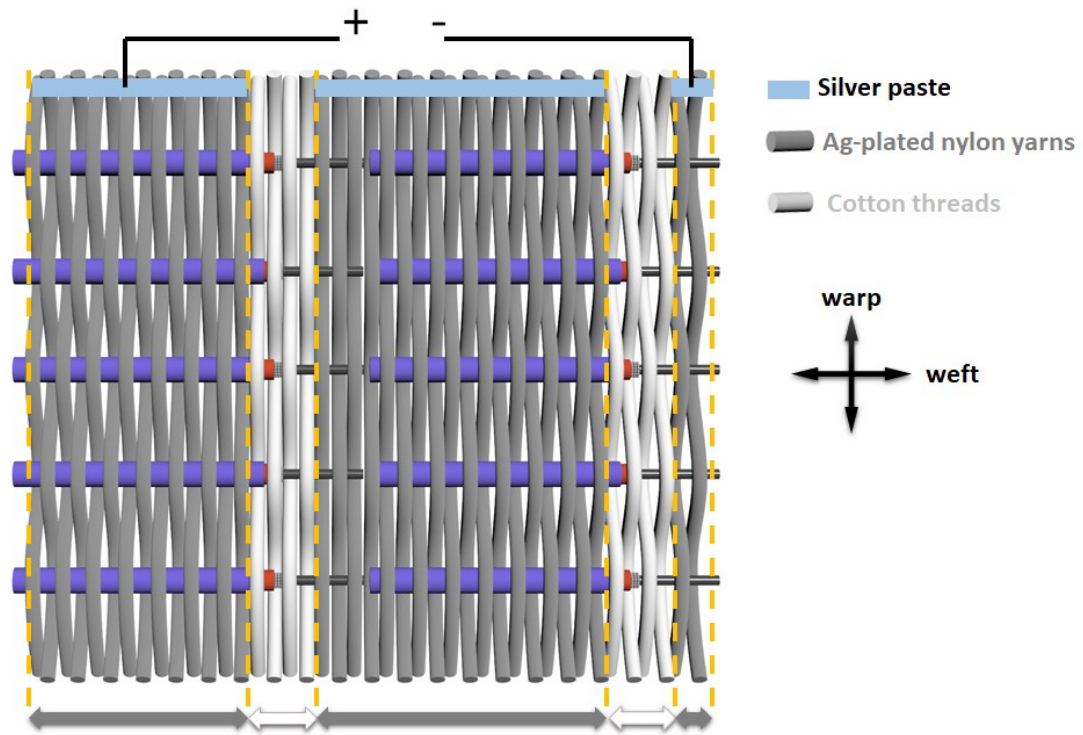 + -
Silver paste
Ag-plated nylon yarns
Cotton threads
warp
weft